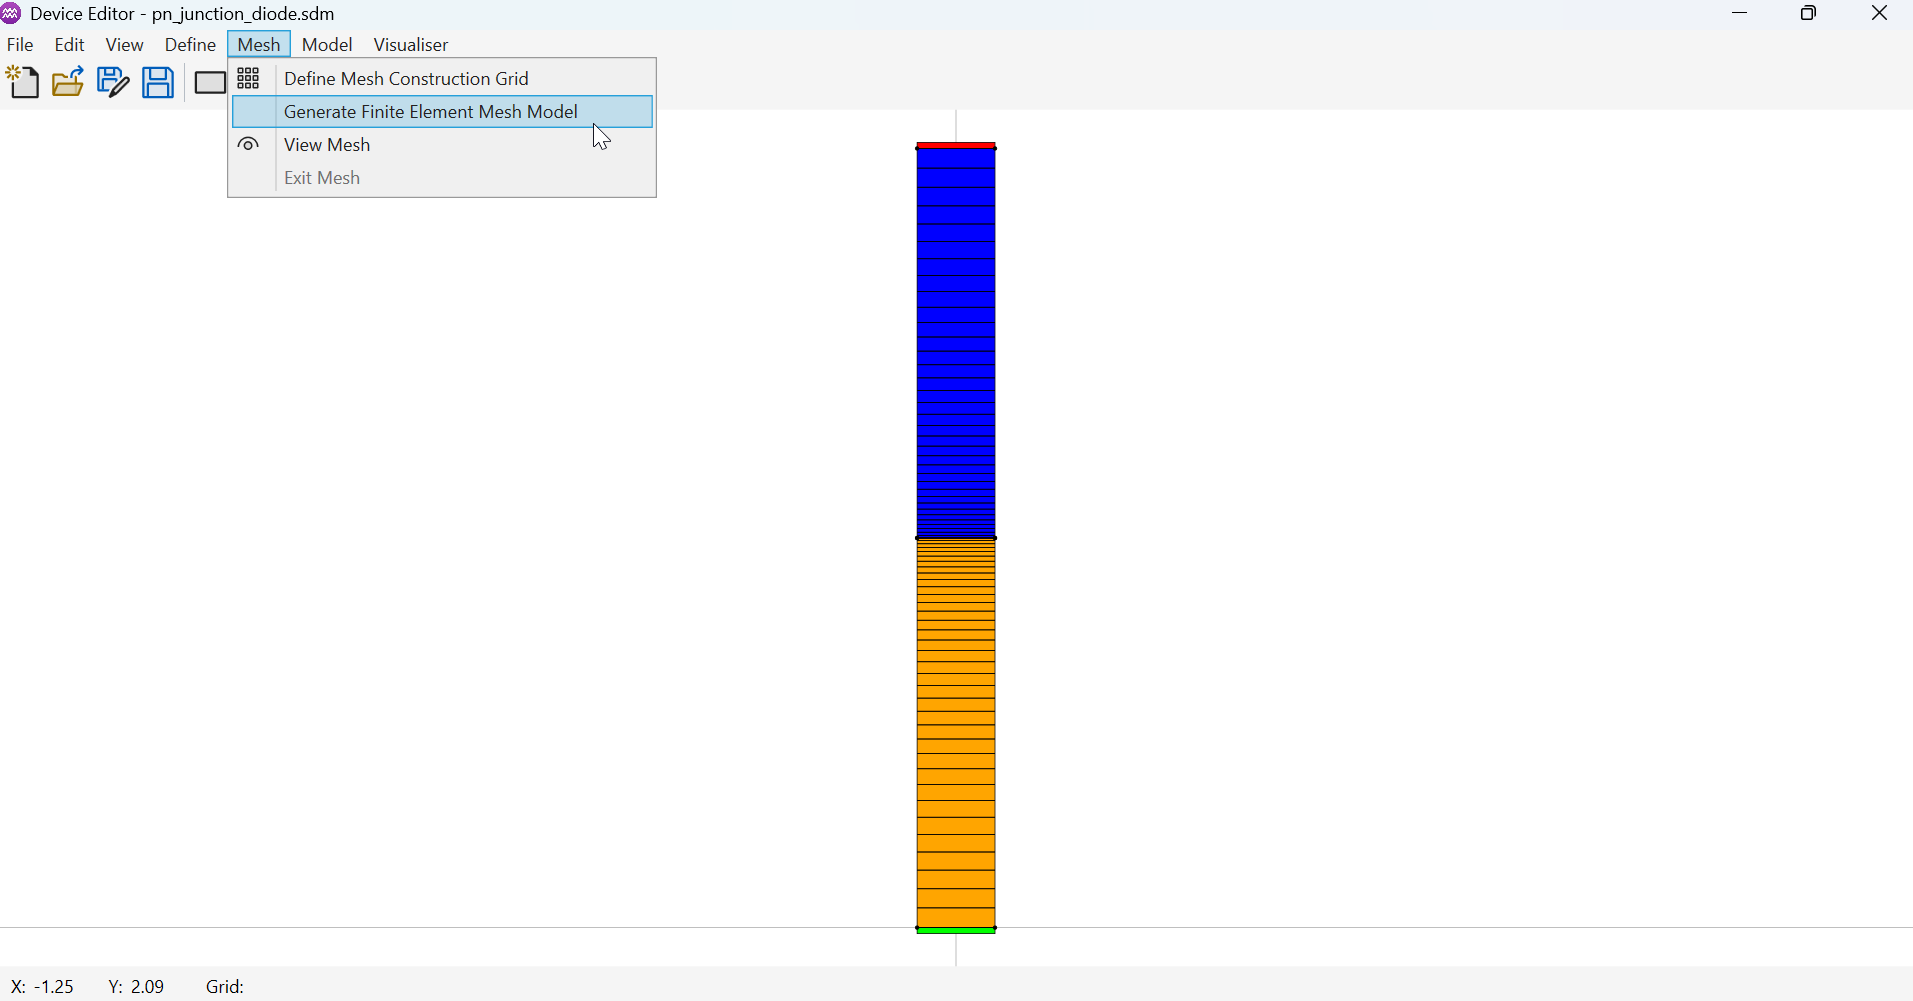 Device Editor - pn_junction_diode.sdm
File Edit View Define Mesh Model Visualiser
Define Mesh Construction Grid
Generate Finite Element Mesh Model
View Mesh
Exit Mesh
X: -1.25 Y: 2.09 Grid: